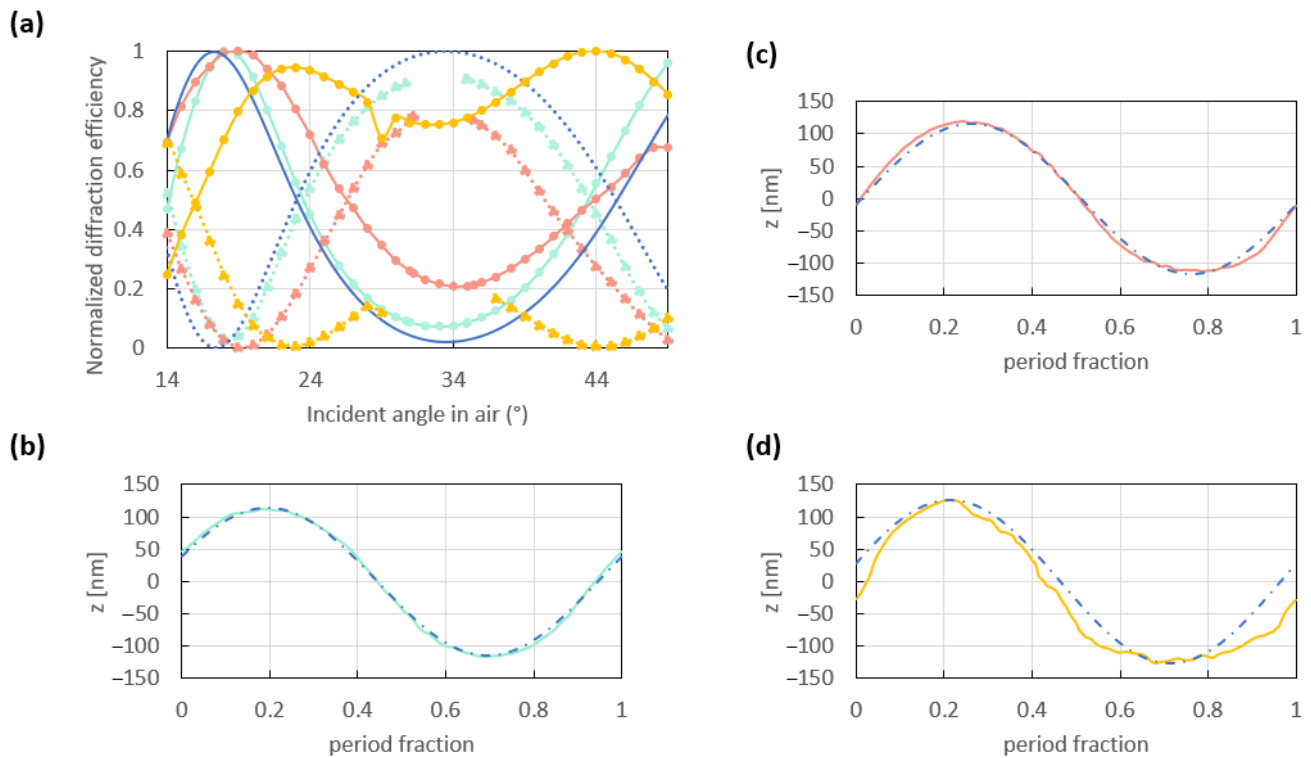 (a)
Normalized diffraction efficiency
1
0.8
0.6
0.4
0.2
0
14 24 34 44
Incident angle in air (°)
(c)
z [nm]
150
100
50
0
−50
−100
−150
0 0.2 0.4 0.6 0.8 1
period fraction
(b)
z [nm]
150
100
50
0
−50
−100
−150
0 0.2 0.4 0.6 0.8 1
period fraction
(d)
z [nm]
150
100
50
0
−50
−100
−150
0 0.2 0.4 0.6 0.8 1
period fraction